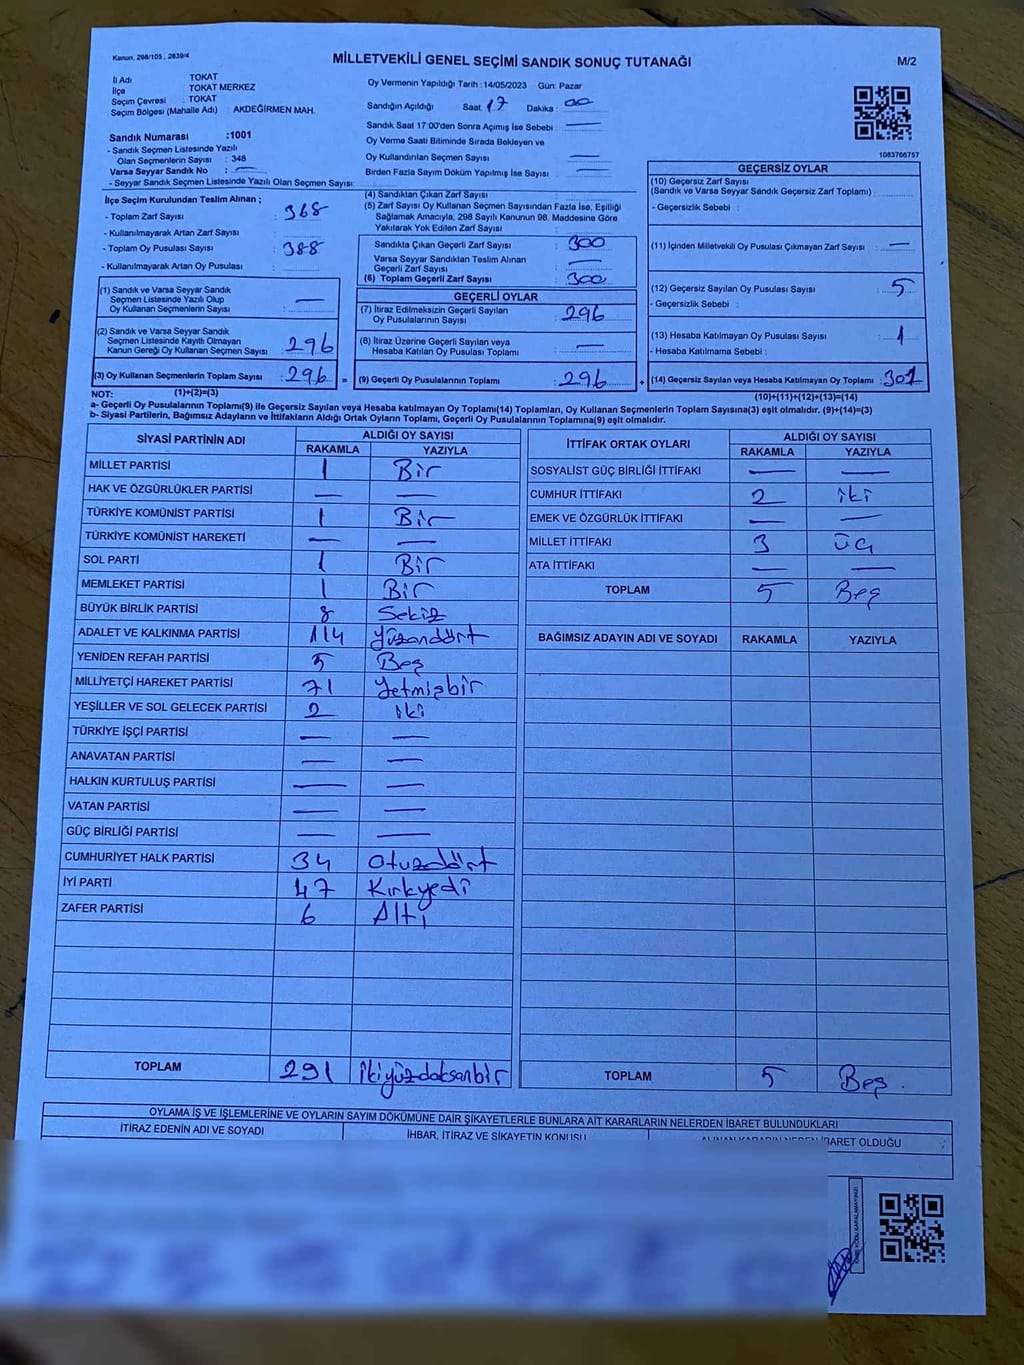 Kanun, 298/105 , 2839/4
MİLLETVEKİLİ GENEL SEÇİMİ SANDIK SONUÇ TUTANAĞI
M/2
İl Adı : TOKAT
İlçe : TOKAT MERKEZ
Seçim Çevresi : TOKAT
Seçim Bölgesi (Mahalle Adı) : AKDEĞİRMEN MAH.
Sandık Numarası :1001
- Sandık Seçmen Listesinde Yazılı
Olan Seçmenlerin Sayısı : 348
Varsa Seyyar Sandık No : —
- Seyyar Sandık Seçmen Listesinde Yazılı Olan Seçmen Sayısı:
Oy Vermenin Yapıldığı Tarih :14/05/2023 Gün: Pazar
Sandığın Açıldığı Saat: 17 Dakika : 00
Sandık Saat 17:00'den Sonra Açımış İse Sebebi : —
Oy Verme Saati Bitiminde Sırada Bekleyen ve
Oy Kullandırılan Seçmen Sayısı : —
Birden Fazla Sayım Döküm Yapılmış İse Sayısı : —
1083766757
İlçe Seçim Kurulundan Teslim Alınan ;
- Toplam Zarf Sayısı : 368
- Kullanılmayarak Artan Zarf Sayısı :
- Toplam Oy Pusulası Sayısı : 388
- Kullanılmayarak Artan Oy Pusulası :
(1) Sandık ve Varsa Seyyar Sandık
Seçmen Listesinde Yazılı Olup
Oy Kullanan Seçmenlerin Sayısı : —
(2) Sandık ve Varsa Seyyar Sandık
Seçmen Listesinde Kayıtlı Olmayan
Kanun Gereği Oy Kullanan Seçmen Sayısı : 296
(3) Oy Kullanan Seçmenlerin Toplam Sayısı : 296
(1)+(2)=(3)
(4) Sandıktan Çıkan Zarf Sayısı :
(5) Zarf Sayısı Oy Kullanan Seçmen Sayısından Fazla İse, Eşitliği
Sağlamak Amacıyla, 298 Sayılı Kanunun 98. Maddesine Göre
Yakılarak Yok Edilen Zarf Sayısı :
Sandıkta Çıkan Geçerli Zarf Sayısı : 300
Varsa Seyyar Sandıktan Teslim Alınan
Geçerli Zarf Sayısı : —
(6) Toplam Geçerli Zarf Sayısı : 300
GEÇERLİ OYLAR
(7) İtiraz Edilmeksizin Geçerli Sayılan
Oy Pusulalarının Sayısı : 296
(8) İtiraz Üzerine Geçerli Sayılan veya
Hesaba Katılan Oy Pusulası Toplamı : —
= (9) Geçerli Oy Pusulalarının Toplamı : 296
GEÇERSİZ OYLAR
(10) Geçersiz Zarf Sayısı
(Sandık ve Varsa Seyyar Sandık Geçersiz Zarf Toplamı) :
- Geçersizlik Sebebi :
(11) İçinden Milletvekili Oy Pusulası Çıkmayan Zarf Sayısı : —
(12) Geçersiz Sayılan Oy Pusulası Sayısı : 5
- Geçersizlik Sebebi :
(13) Hesaba Katılmayan Oy Pusulası Sayısı : 1
- Hesaba Katılmama Sebebi :
+ (14) Geçersiz Sayılan veya Hesaba Katılmayan Oy Toplamı : 301
(10)+(11)+(12)+(13)=(14)
NOT:
a- Geçerli Oy Pusulalarının Toplamı(9) ile Geçersiz Sayılan veya Hesaba katılmayan Oy Toplamı(14) Toplamları, Oy Kullanan Seçmenlerin Toplam Sayısına(3) eşit olmalıdır. (9)+(14)=(3)
b- Siyasi Partilerin, Bağımsız Adayların ve İttifakların Aldığı Ortak Oyların Toplamı, Geçerli Oy Pusulalarının Toplamına(9) eşit olmalıdır.
SİYASİ PARTİNİN ADI ALDIĞI OY SAYISI
RAKAMLA YAZIYLA
MİLLET PARTİSİ 1 Bir
HAK VE ÖZGÜRLÜKLER PARTİSİ — —
TÜRKİYE KOMÜNİST PARTİSİ 1 Bir
TÜRKİYE KOMÜNİST HAREKETİ — —
SOL PARTİ 1 Bir
MEMLEKET PARTİSİ 1 Bir
BÜYÜK BİRLİK PARTİSİ 8 Sekiz
ADALET VE KALKINMA PARTİSİ 114 Yüzondört
YENİDEN REFAH PARTİSİ 5 Beş
MİLLİYETÇİ HAREKET PARTİSİ 71 Yetmişbir
YEŞİLLER VE SOL GELECEK PARTİSİ 2 iki
TÜRKİYE İŞÇİ PARTİSİ — —
ANAVATAN PARTİSİ — —
HALKIN KURTULUŞ PARTİSİ — —
VATAN PARTİSİ — —
GÜÇ BİRLİĞİ PARTİSİ — —
CUMHURİYET HALK PARTİSİ 34 Otuzdört
İYİ PARTİ 47 Kırkyedi
ZAFER PARTİSİ 6 Altı
TOPLAM 291 ikiyüzdoksanbir
İTTİFAK ORTAK OYLARI ALDIĞI OY SAYISI
RAKAMLA YAZIYLA
SOSYALİST GÜÇ BİRLİĞİ İTTİFAKI — —
CUMHUR İTTİFAKI 2 iki
EMEK VE ÖZGÜRLÜK İTTİFAKI — —
MİLLET İTTİFAKI 3 üç
ATA İTTİFAKI — —
TOPLAM 5 Beş
BAĞIMSIZ ADAYIN ADI VE SOYADI RAKAMLA YAZIYLA
TOPLAM 5 Beş.
OYLAMA İŞ VE İŞLEMLERİNE VE OYLARIN SAYIM DÖKÜMÜNE DAİR ŞİKAYETLERLE BUNLARA AİT KARARLARIN NELERDEN İBARET BULUNDUKLARI
İTİRAZ EDENİN ADI VE SOYADI
İHBAR, İTİRAZ VE ŞİKAYETİN KONUSU
ALINAN KARARIN NEDEN İBARET OLDUĞU